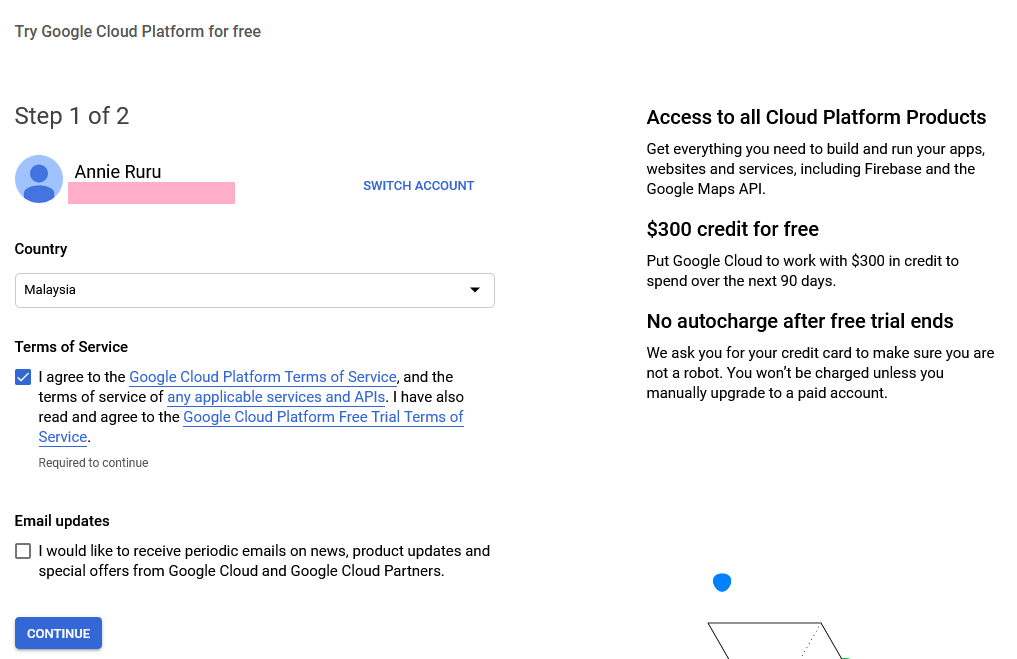 Try Google Cloud Platform for free
Step 1 of 2
Annie Ruru
SWITCH ACCOUNT
Country
Malaysia
Terms of Service
I agree to the Google Cloud Platform Terms of Service, and the
terms of service of any applicable services and APIs. I have also
read and agree to the Google Cloud Platform Free Trial Terms of
Service.
Required to continue
Email updates
I would like to receive periodic emails on news, product updates and
special offers from Google Cloud and Google Cloud Partners.
CONTINUE
Access to all Cloud Platform Products
Get everything you need to build and run your apps,
websites and services, including Firebase and the
Google Maps API.
$300 credit for free
Put Google Cloud to work with $300 in credit to
spend over the next 90 days.
No autocharge after free trial ends
We ask you for your credit card to make sure you are
not a robot. You won’t be charged unless you
manually upgrade to a paid account.